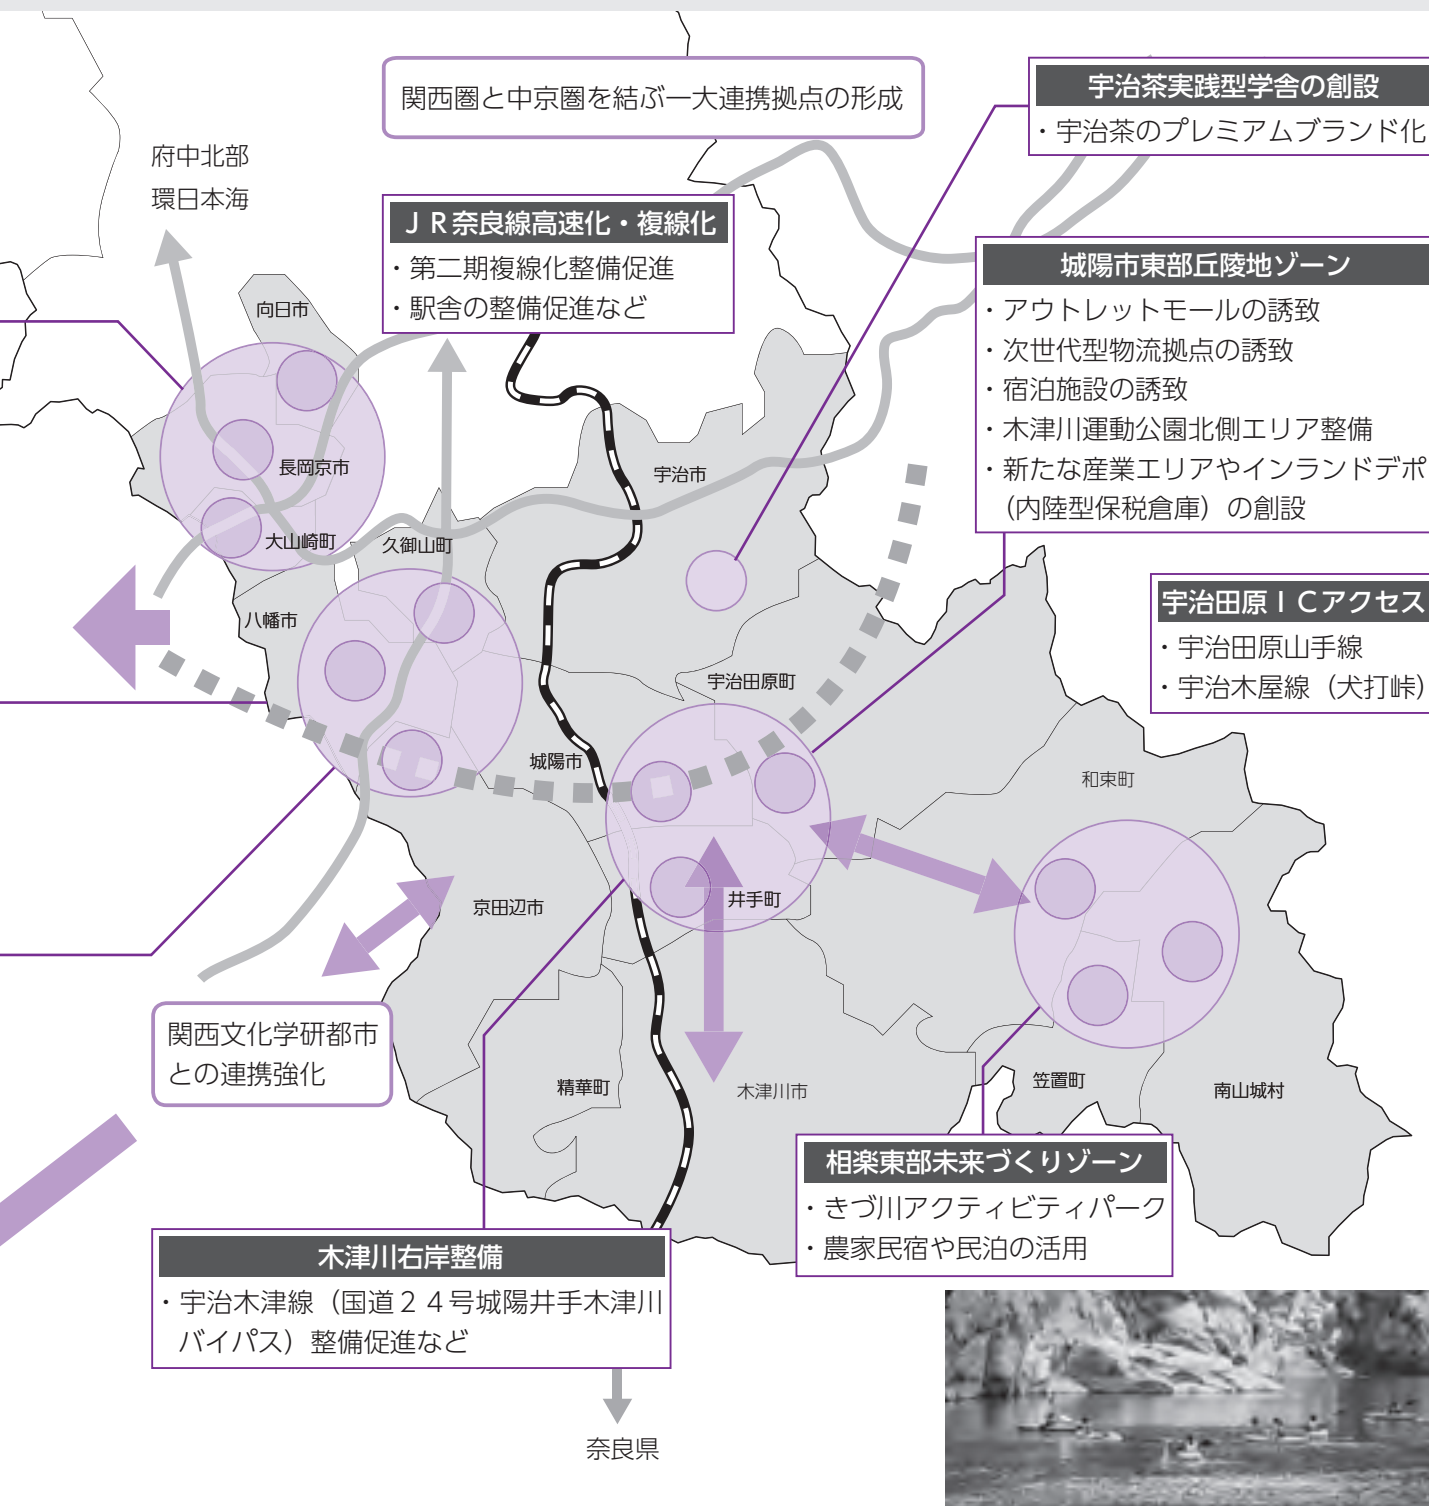 関西圏と中京圏を結ぶ一大連携拠点の形成
宇治茶実践型学舎の創設
・宇治茶のプレミアムブランド化
府中北部
環日本海
ＪＲ奈良線高速化・複線化
・第二期複線化整備促進
・駅舎の整備促進など
城陽市東部丘陵地ゾーン
・アウトレットモールの誘致
・次世代型物流拠点の誘致
・宿泊施設の誘致
・木津川運動公園北側エリア整備
・新たな産業エリアやインランドデポ
（内陸型保税倉庫）の創設
向日市
長岡京市
宇治市
大山崎町
久御山町
八幡市
宇治田原ＩＣアクセス
・宇治田原山手線
・宇治木屋線（犬打峠）
宇治田原町
城陽市
和束町
京田辺市
井手町
関西文化学研都市
との連携強化
精華町
木津川市
笠置町
南山城村
相楽東部未来づくりゾーン
・きづ川アクティビティパーク
・農家民宿や民泊の活用
木津川右岸整備
・宇治木津線（国道２４号城陽井手木津川
バイパス）整備促進など
奈良県